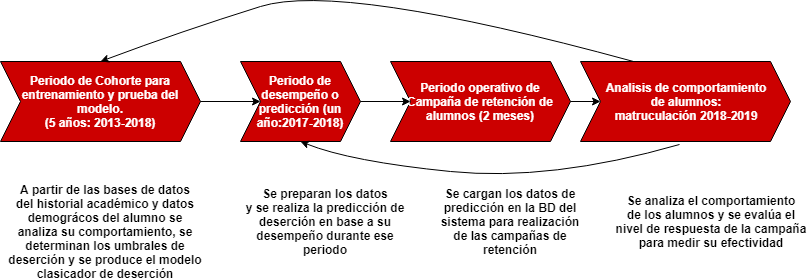 Periodo de Cohorte para
entrenamiento y prueba del
modelo.
(5 años: 2013-2018)
Periodo de
desempeño o
predicción (un
año:2017-2018)
Periodo operativo de
Campaña de retención de
alumnos (2 meses)
Analisis de comportamiento
de alumnos:
matruculación 2018-2019
A partir de las bases de datos
del historial académico y datos
demográcos del alumno se
analiza su comportamiento, se
determinan los umbrales de
deserción y se produce el modelo
clasicador de deserción
Se preparan los datos
y se realiza la predicción de
deserción en base a su
desempeño durante ese
periodo
Se cargan los datos de
predicción en la BD del
sistema para realización
de las campañas de
retención
Se analiza el comportamiento
de los alumnos y se evalúa el
nivel de respuesta de la campaña
para medir su efectividad